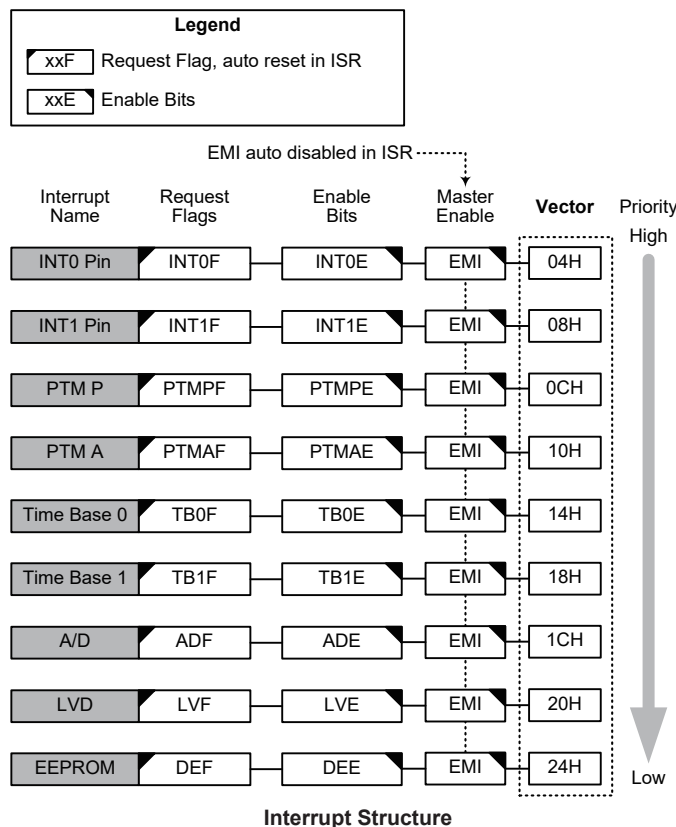 Legend
xxF Request Flag, auto reset in ISR
xxE Enable Bits
EMI auto disabled in ISR
Interrupt Name Request Flags Enable Bits Master Enable Vector Priority
High
INT0 Pin INT0F INT0E EMI 04H
INT1 Pin INT1F INT1E EMI 08H
PTM P PTMPF PTMPE EMI 0CH
PTM A PTMAF PTMAE EMI 10H
Time Base 0 TB0F TB0E EMI 14H
Time Base 1 TB1F TB1E EMI 18H
A/D ADF ADE EMI 1CH
LVD LVF LVE EMI 20H
EEPROM DEF DEE EMI 24H
Low
Interrupt Structure